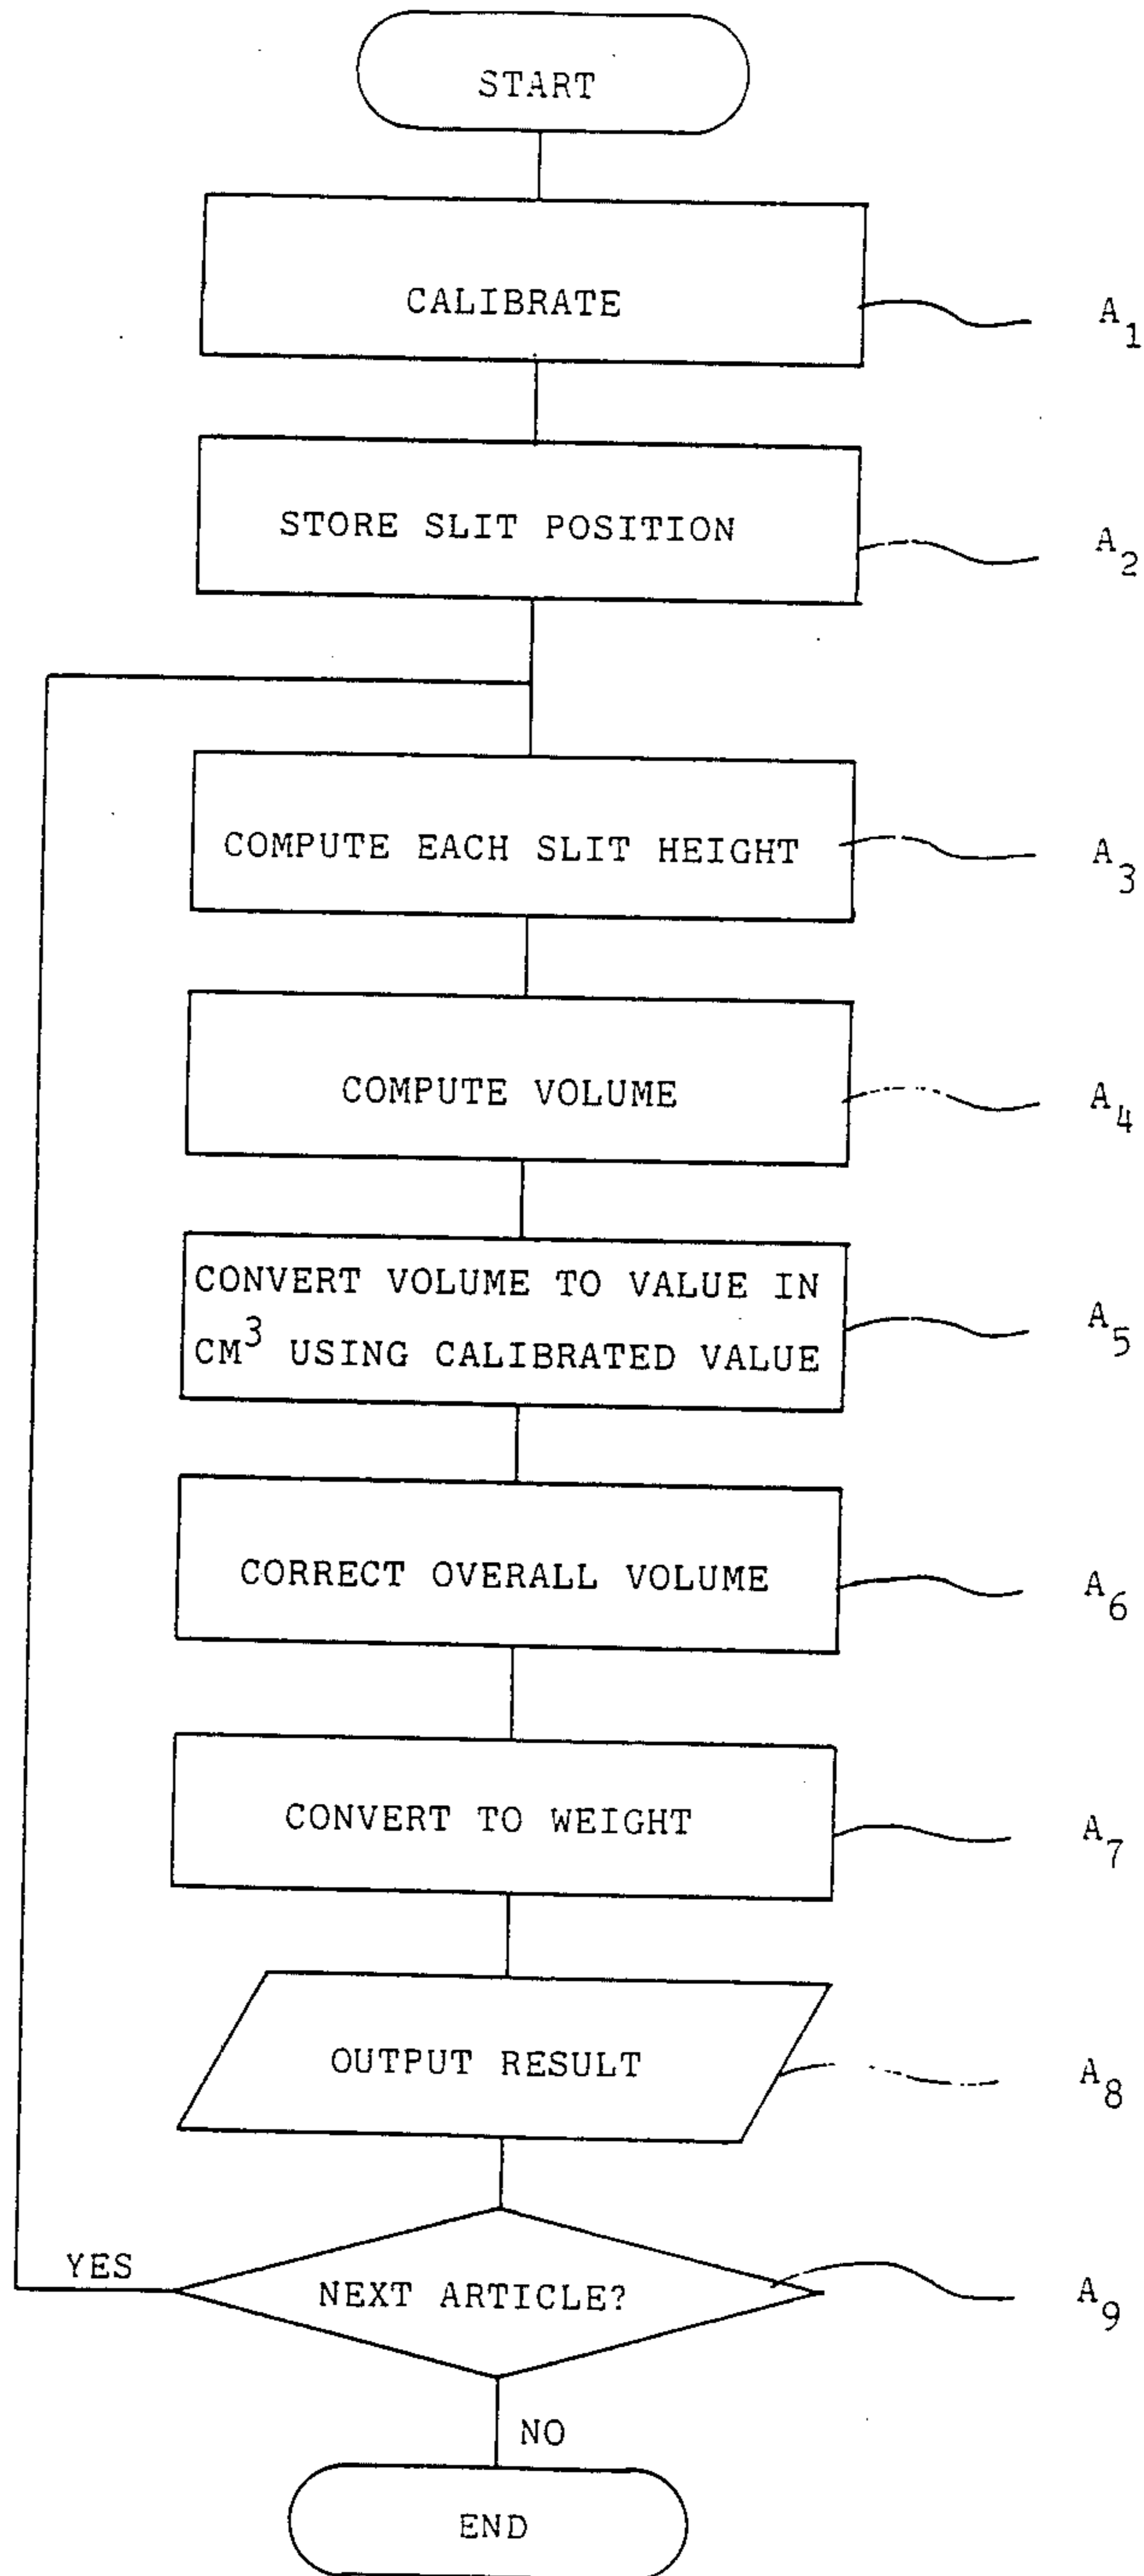 START
CALIBRATE
A1
STORE SLIT POSITION
A2
COMPUTE EACH SLIT HEIGHT
A3
COMPUTE VOLUME
A4
CONVERT VOLUME TO VALUE IN
CM³ USING CALIBRATED VALUE
A5
CORRECT OVERALL VOLUME
A6
CONVERT TO WEIGHT
A7
OUTPUT RESULT
A8
YES
NEXT ARTICLE?
A9
NO
END